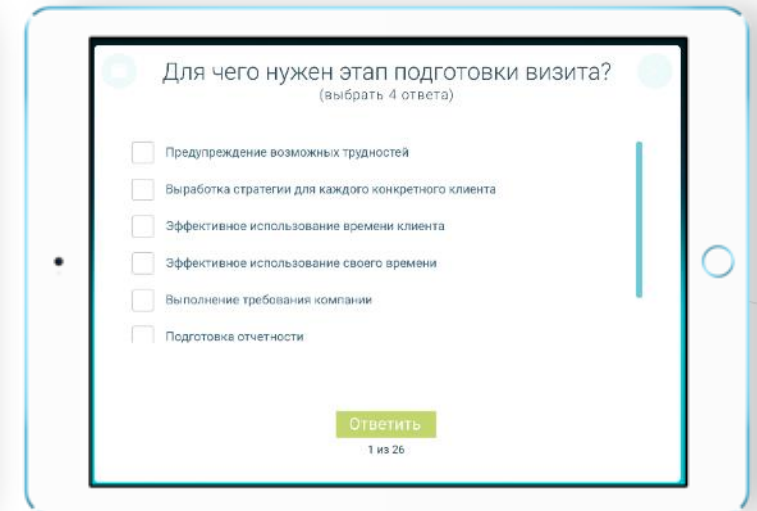 Для чего нужен этап подготовки визита?
(выбрать 4 ответа)
Предупреждение возможных трудностей
Выработка стратегии для каждого конкретного клиента
Эффективное использование времени клиента
Эффективное использование своего времени
Выполнение требования компании
Подготовка отчетности
Ответить
1 из 26